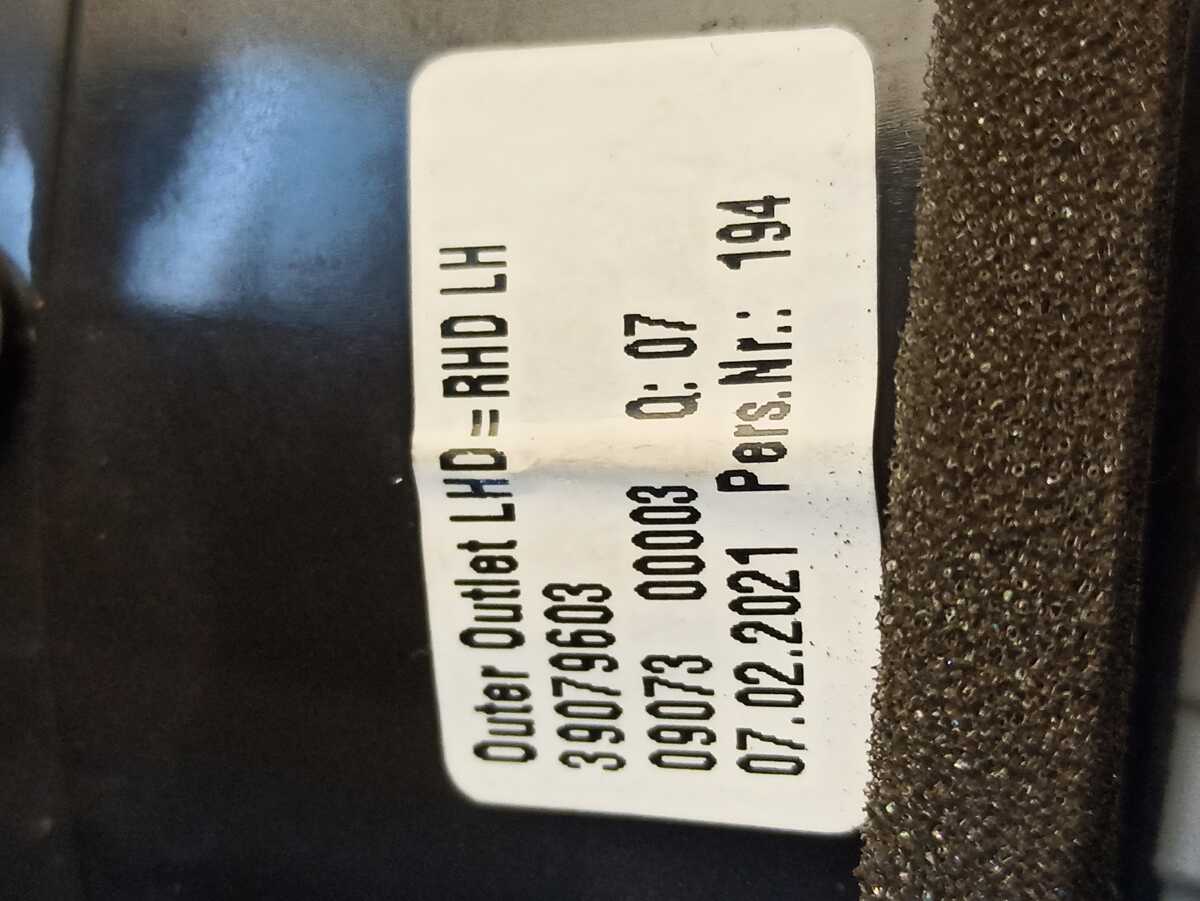 Outer Outlet LHD=RHD LH
39079603
09073 00003 Q: 07
07.02.2021 Pers.Nr.: 194